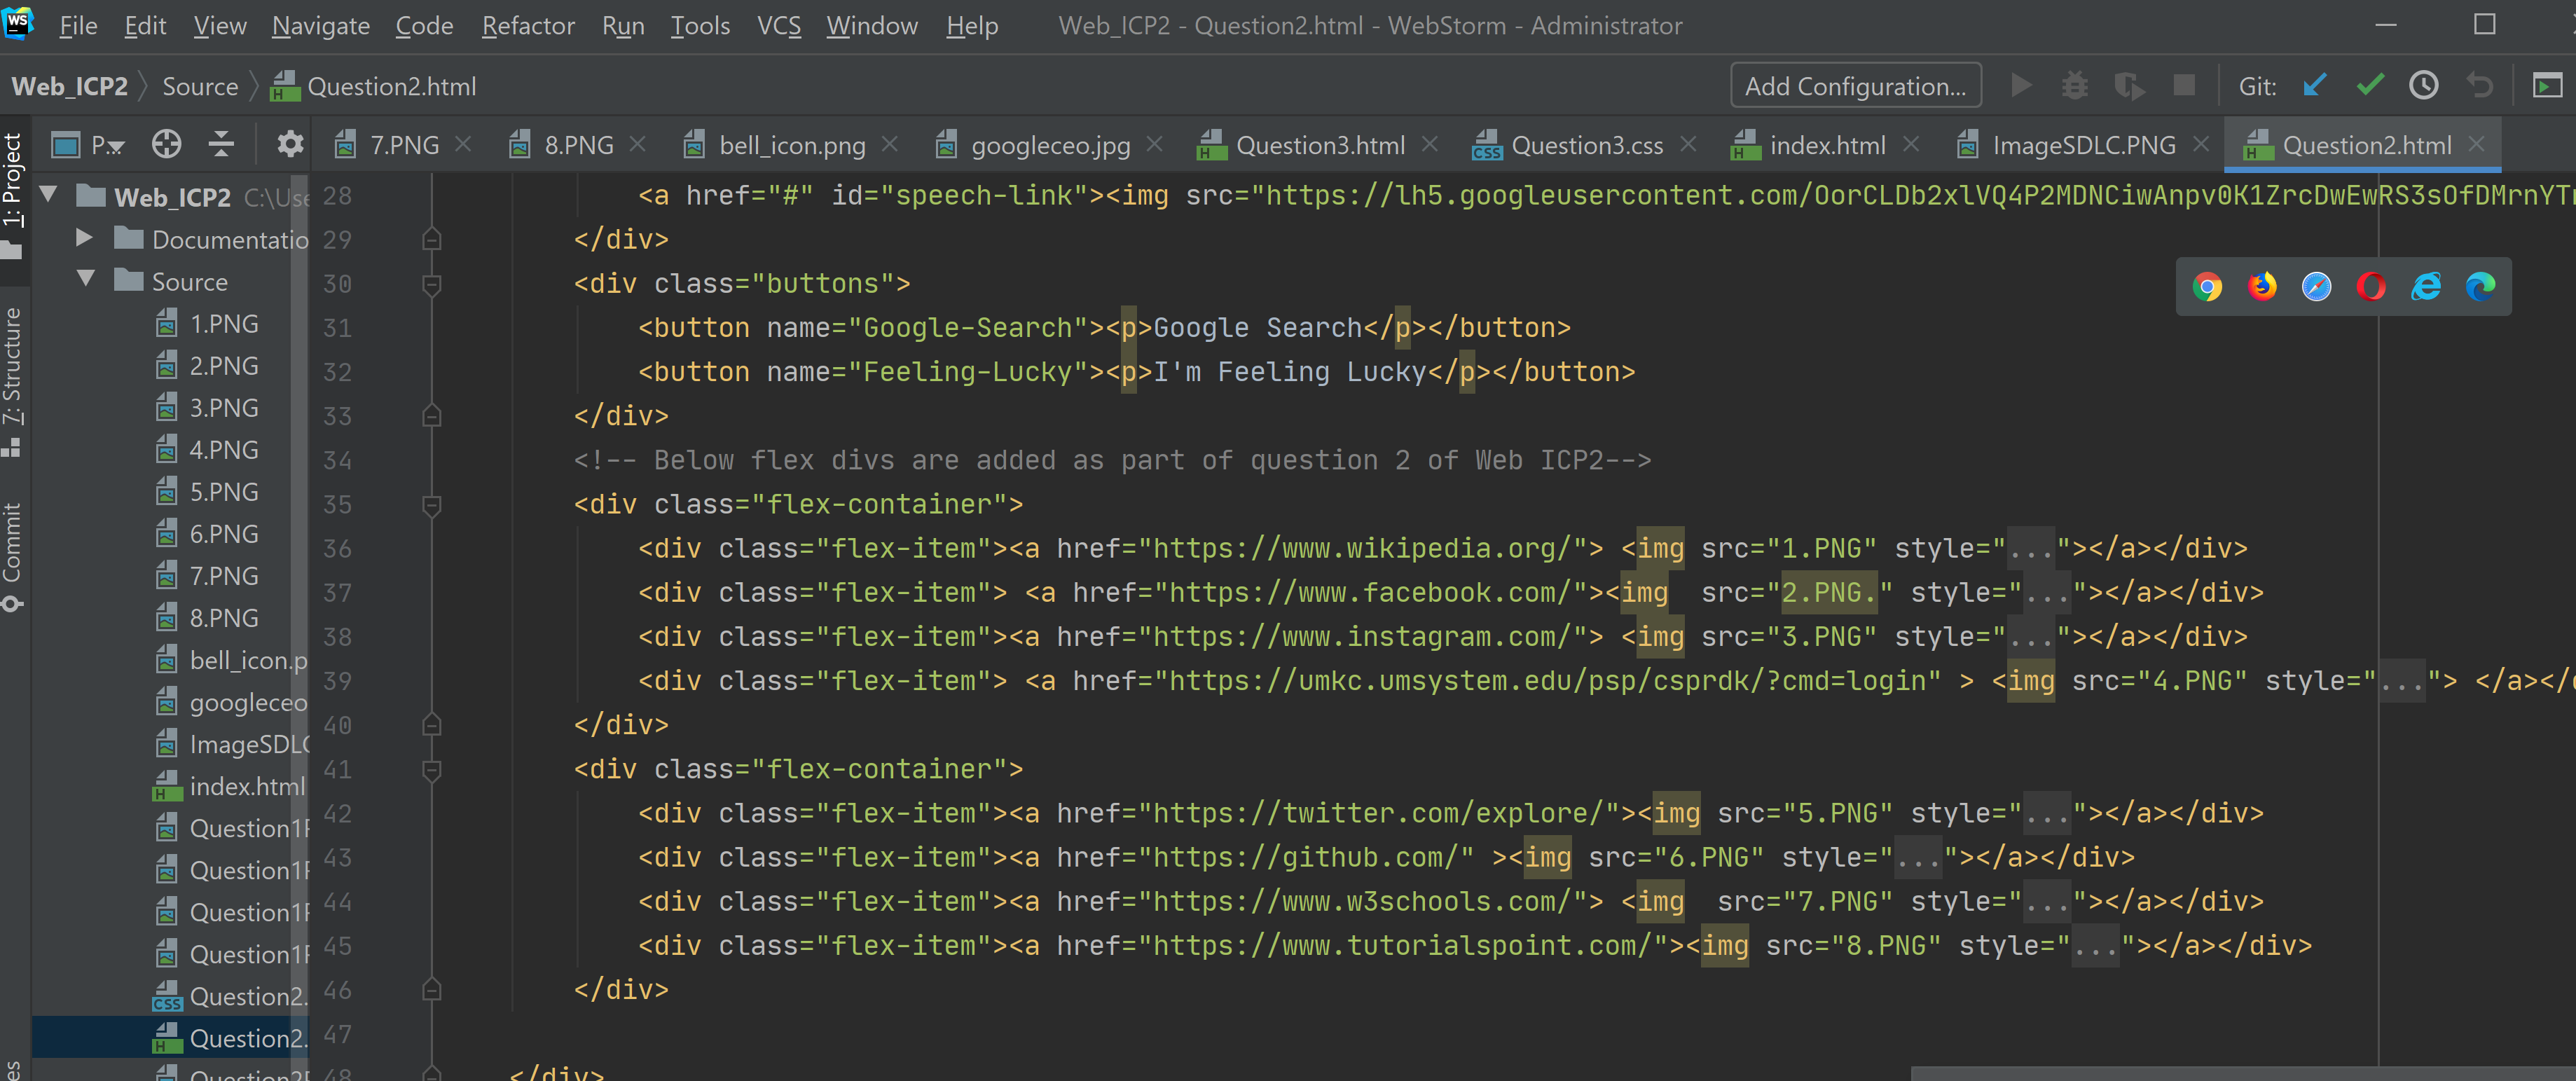 WS File Edit View Navigate Code Refactor Run Tools VCS Window Help Web_ICP2 - Question2.html - WebStorm - Administrator
Web_ICP2 Source Question2.html Add Configuration... Git:
P... 7.PNG 8.PNG bell_icon.png googleceo.jpg Question3.html Question3.css index.html ImageSDLC.PNG Question2.html
1: Project
7: Structure
Commit
Web_ICP2 C:\Use
Documentatio
Source
1.PNG
2.PNG
3.PNG
4.PNG
5.PNG
6.PNG
7.PNG
8.PNG
bell_icon.p
googleceo
ImageSDLC
index.html
Question1F
Question1F
Question1F
Question1F
Question2.
Question2.
Question2F
28 <a href="#" id="speech-link"><img src="https://lh5.googleusercontent.com/OorCLDb2xlVQ4P2MDNCiwAnpv0K1ZrcDwEwRS3sOfDMrnYT
29 </div>
30 <div class="buttons">
31 <button name="Google-Search"><p>Google Search</p></button>
32 <button name="Feeling-Lucky"><p>I'm Feeling Lucky</p></button>
33 </div>
34 <!-- Below flex divs are added as part of question 2 of Web ICP2-->
35 <div class="flex-container">
36 <div class="flex-item"><a href="https://www.wikipedia.org/"> <img src="1.PNG" style="..."></a></div>
37 <div class="flex-item"> <a href="https://www.facebook.com/"><img  src="2.PNG." style="..."></a></div>
38 <div class="flex-item"><a href="https://www.instagram.com/"> <img src="3.PNG" style="..."></a></div>
39 <div class="flex-item"> <a href="https://umkc.umsystem.edu/psp/csprdk/?cmd=login" > <img src="4.PNG" style="..."> </a></
40 </div>
41 <div class="flex-container">
42 <div class="flex-item"><a href="https://twitter.com/explore/"><img src="5.PNG" style="..."></a></div>
43 <div class="flex-item"><a href="https://github.com/" ><img src="6.PNG" style="..."></a></div>
44 <div class="flex-item"><a href="https://www.w3schools.com/"> <img  src="7.PNG" style="..."></a></div>
45 <div class="flex-item"><a href="https://www.tutorialspoint.com/"><img src="8.PNG" style="..."></a></div>
46 </div>
47
48 </div>